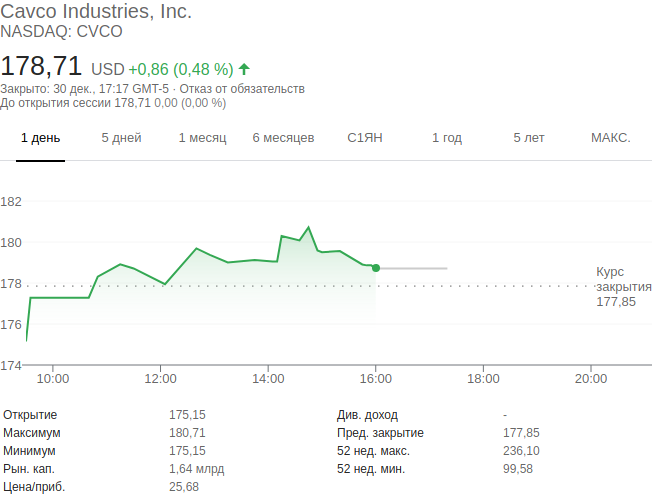 Cavco Industries, Inc.
NASDAQ: CVCO
178,71 USD +0,86 (0,48 %)
Закрыто: 30 дек., 17:17 GMT-5 · Отказ от обязательств
До открытия сессии 178,71 0,00 (0,00 %)
1 день 5 дней 1 месяц 6 месяцев С1ЯН 1 год 5 лет МАКС.
182
180
178
176
174
Курс
закрытия
177,85
10:00 12:00 14:00 16:00 18:00 20:00
Открытие 175,15 Див. доход -
Максимум 180,71 Пред. закрытие 177,85
Минимум 175,15 52 нед. макс. 236,10
Рын. кап. 1,64 млрд 52 нед. мин. 99,58
Цена/приб. 25,68